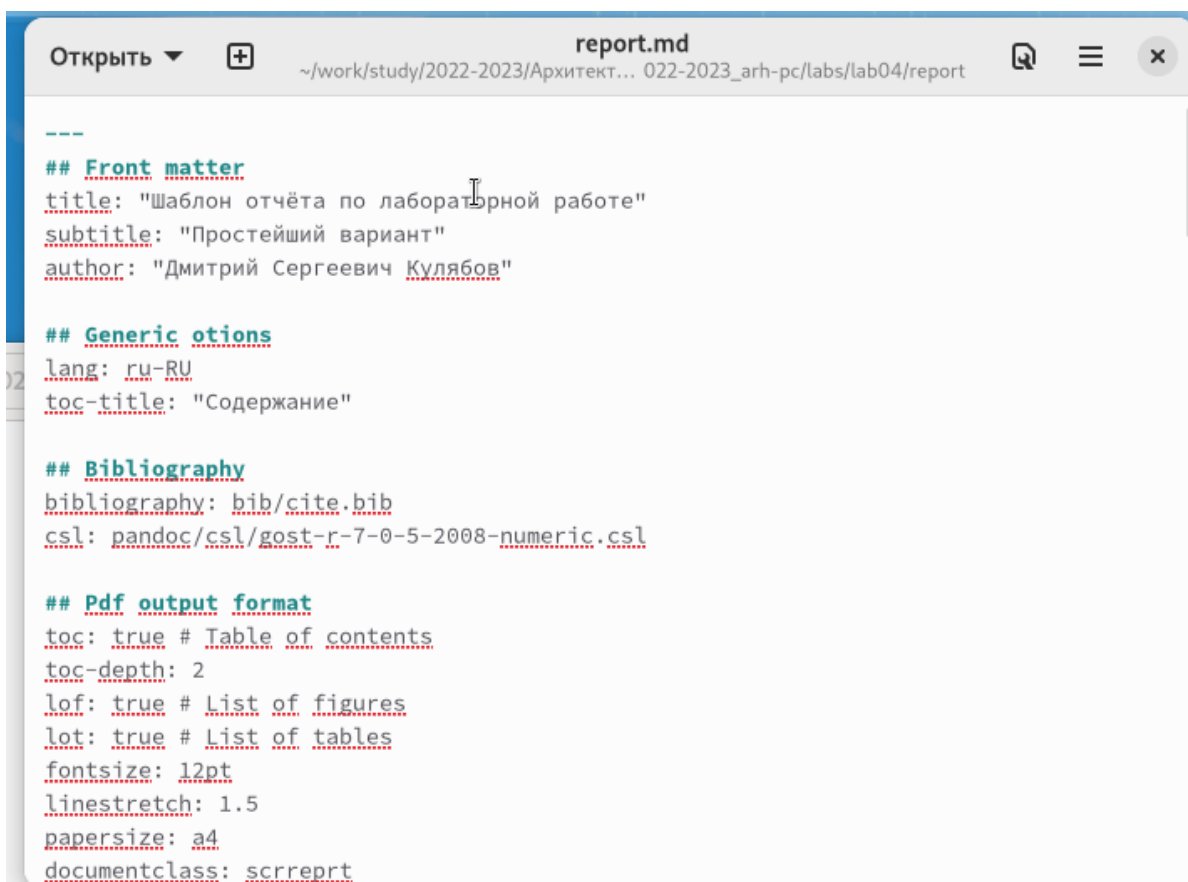 Открыть
report.md
~/work/study/2022-2023/Архитект... 022-2023_arh-pc/labs/lab04/report
---
## Front matter
title: "Шаблон отчёта по лабораторной работе"
subtitle: "Простейший вариант"
author: "Дмитрий Сергеевич Кулябов"
## Generic otions
lang: ru-RU
toc-title: "Содержание"
## Bibliography
bibliography: bib/cite.bib
csl: pandoc/csl/gost-r-7-0-5-2008-numeric.csl
## Pdf output format
toc: true # Table of contents
toc-depth: 2
lof: true # List of figures
lot: true # List of tables
fontsize: 12pt
linestretch: 1.5
papersize: a4
documentclass: scrreprt